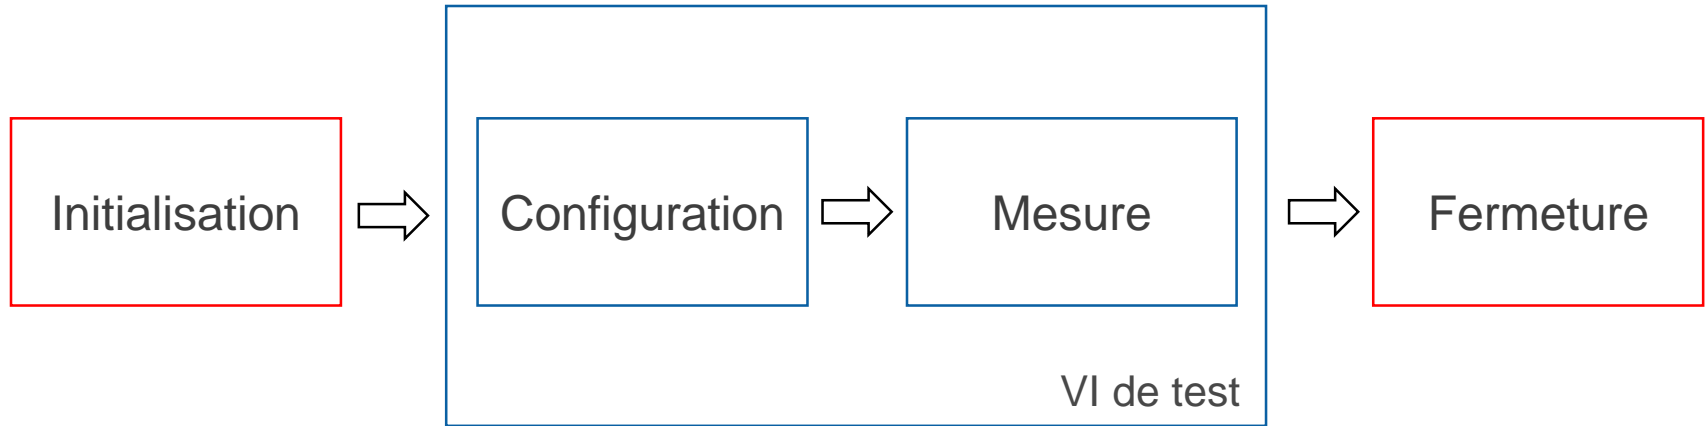 Initialisation
Configuration
Mesure
Fermeture
VI de test